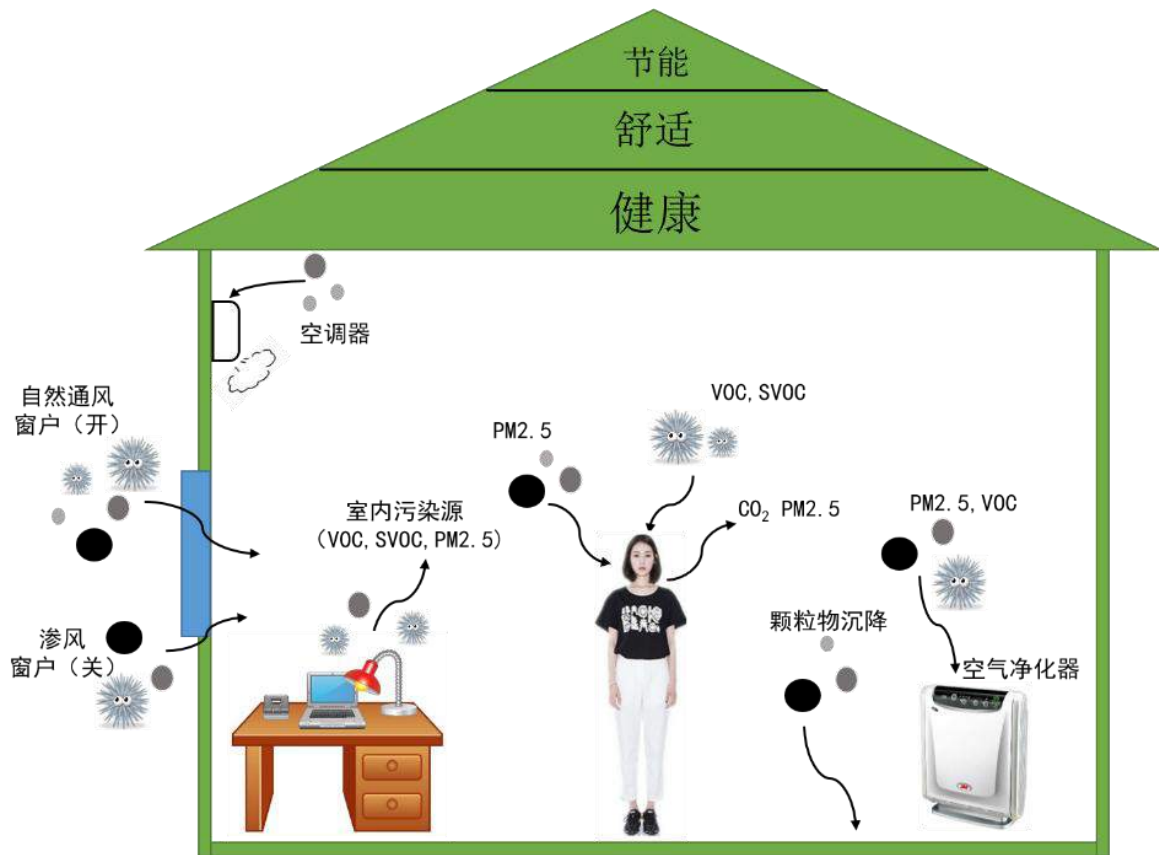 节能
舒适
健康
空调器
自然通风
窗户（开）
VOC,SVOC
PM2.5
室内污染源
（VOC,SVOC,PM2.5）
CO₂ PM2.5
PM2.5,VOC
渗风
窗户（关）
颗粒物沉降
空气净化器